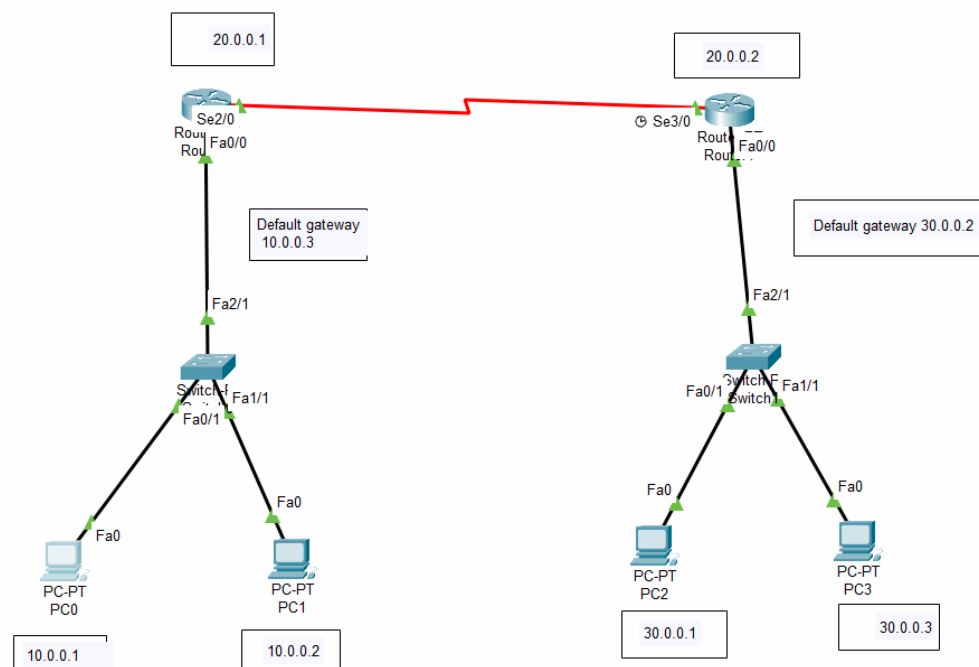 20.0.0.1
20.0.0.2
Se2/0
Se3/0
Fa0/0
Fa0/0
Default gateway
10.0.0.3
Default gateway 30.0.0.2
Fa2/1
Fa2/1
Fa1/1
Fa0/1
Fa0/1
Fa1/1
Switch
Fa0
Fa0
Fa0
Fa0
PC-PT
PC0
PC-PT
PC1
PC-PT
PC2
PC-PT
PC3
10.0.0.1
10.0.0.2
30.0.0.1
30.0.0.3